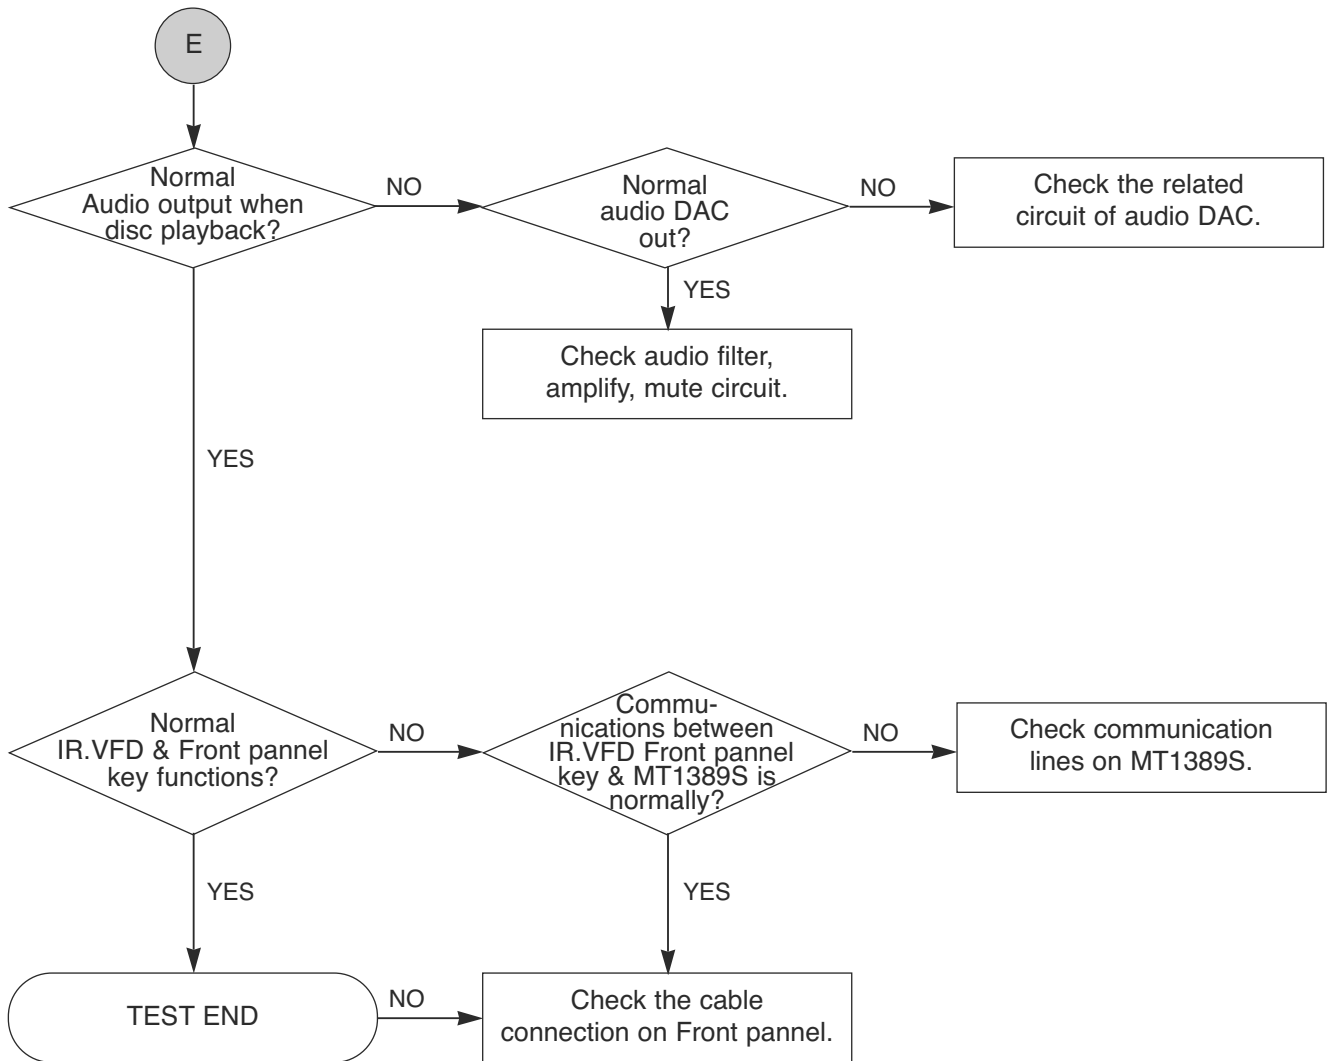 E
Normal
Audio output when
disc playback?
NO
Normal
audio DAC
out?
NO
Check the related
circuit of audio DAC.
YES
Check audio filter,
amplify, mute circuit.
YES
Normal
IR.VFD & Front pannel
key functions?
NO
Commu-
nications between
IR.VFD Front pannel
key & MT1389S is
normally?
NO
Check communication
lines on MT1389S.
YES
YES
TEST END
NO
Check the cable
connection on Front pannel.